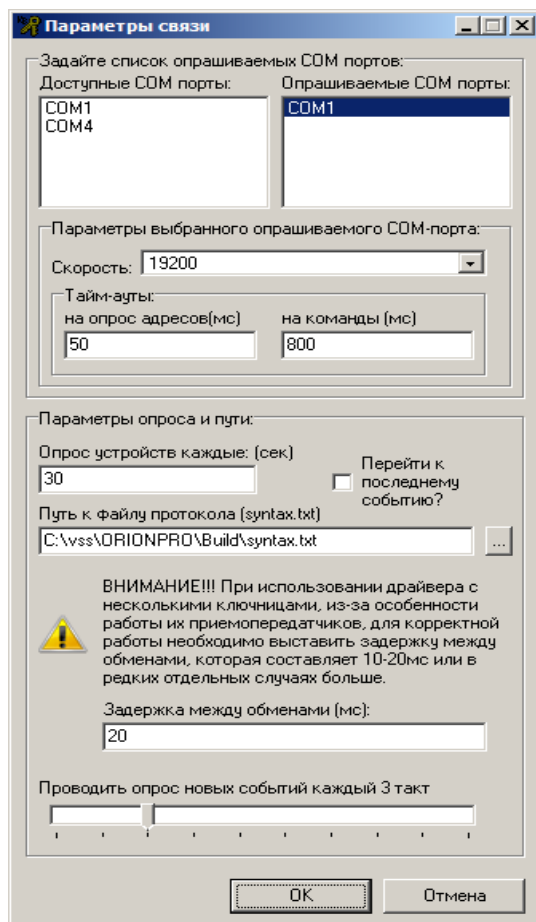 Параметры связи
Задайте список опрашиваемых COM портов:
Доступные COM порты:
Опрашиваемые COM порты:
COM1
COM4
COM1
Параметры выбранного опрашиваемого COM-порта:
Скорость:
19200
Тайм-ауты:
на опрос адресов(мс)
на команды (мс)
50
800
Параметры опроса и пути:
Опрос устройств каждые: (сек)
30
Перейти к
последнему
событию?
Путь к файлу протокола (syntax.txt)
C:\vss\ORIONPRO\Build\syntax.txt
...
ВНИМАНИЕ!!! При использовании драйвера с
несколькими ключницами, из-за особенности
работы их приемопередатчиков, для корректной
работы необходимо выставить задержку между
обменами, которая составляет 10-20мс или в
редких отдельных случаях больше.
Задержка между обменами (мс):
20
Проводить опрос новых событий каждый 3 такт
OK
Отмена